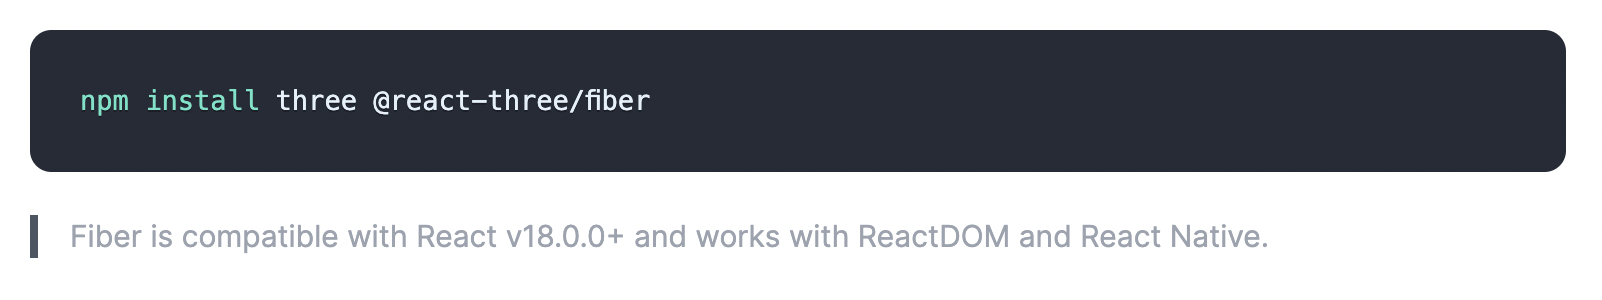 npm install three @react-three/fiber
Fiber is compatible with React v18.0.0+ and works with ReactDOM and React Native.